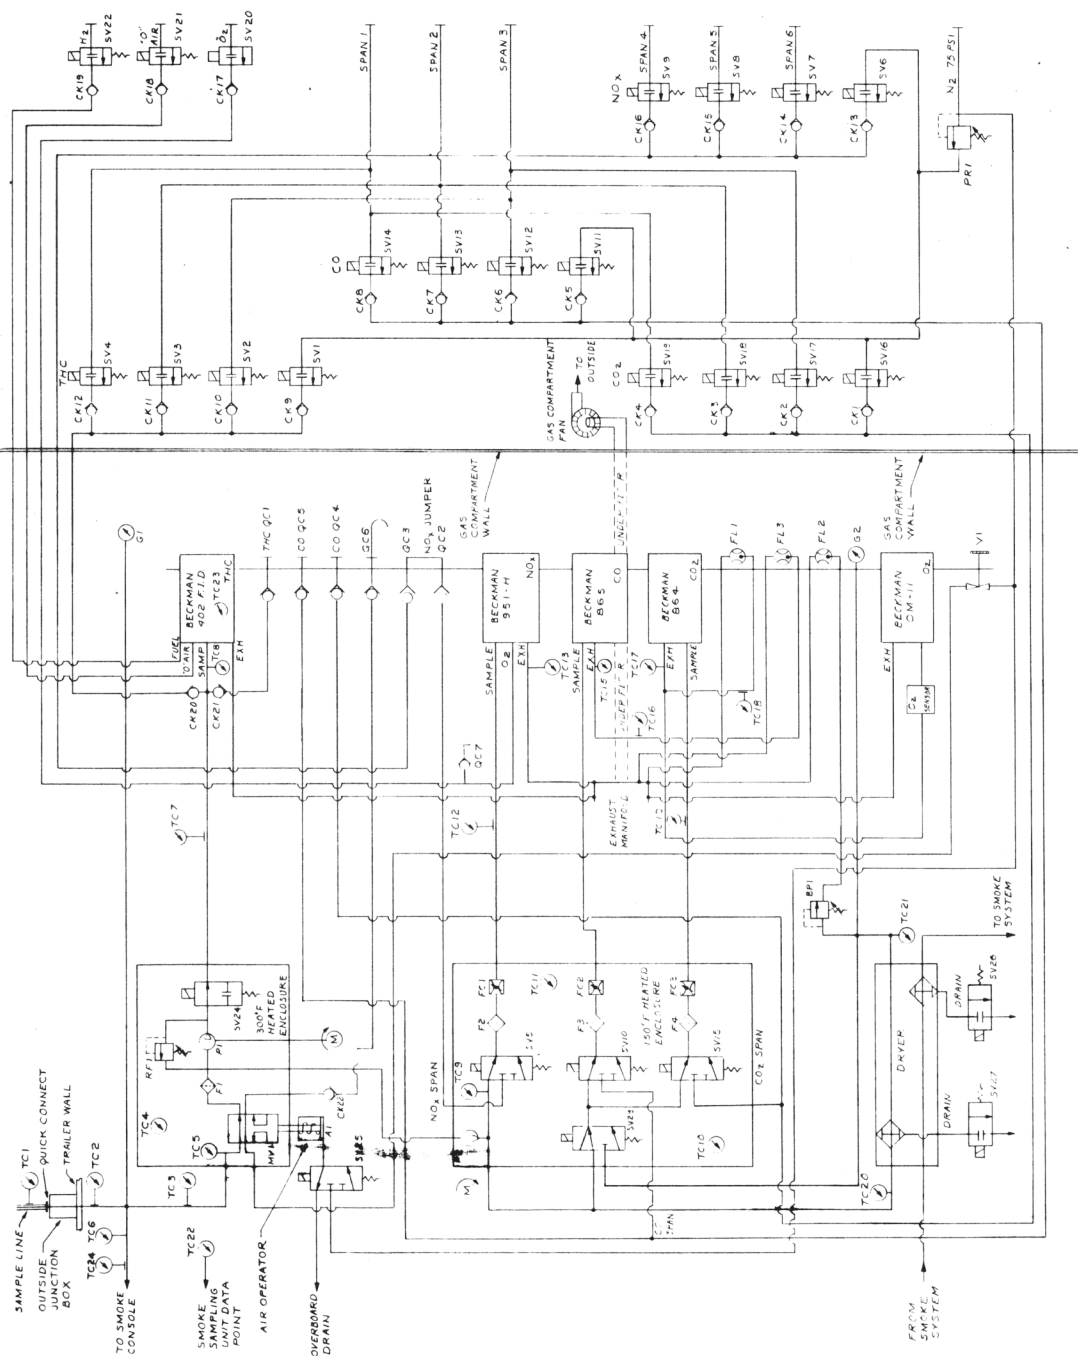 H2
SV22
CK19
"O"
AIR
SV21
CK18
O2
SV20
CK17
SPAN 1
SPAN 2
SPAN 3
NOX
SPAN 4
SV9
CK16
SPAN 5
SV8
CK15
SPAN 6
SV7
CK14
SV6
CK13
N2 75 PSI
PR1
CO
SV14
CK8
SV13
CK7
SV12
CK6
SV11
CK5
THC
SV4
CK12
SV3
CK11
SV2
CK10
SV1
CK9
GAS COMPARTMENT
FAN
TO
OUTSIDE
CO2
SV19
CK4
SV18
CK3
SV17
CK2
SV16
CK1
GAS
COMPARTMENT
WALL
GAS
COMPARTMENT
WALL
G1
BECKMAN
402 F.I.D.
TC23
THC
FUEL
"O" AIR
SAMP
EXH
TC8
CK20
CK21
THC QC1
CO QC5
CO QC4
QC6
QC3
NOX JUMPER
QC2
BECKMAN
951-H
NOX
SAMPLE
O2
EXH
TC13
BECKMAN
865
CO
SAMPLE
EXH
TC15
UNDERFLOOR
BECKMAN
864
CO2
EXH
SAMPLE
TC17
TC16
TC18
FL1
FL3
FL2
G2
BECKMAN
OM-11
O2
EXH
O2
SENSOR
V1
QC7
TC7
TC12
EXHAUST
MANIFOLD
BP1
TC21
TO SMOKE
SYSTEM
RF1
P1
F1
SV24
300°F
HEATED
ENCLOSURE
M
TC4
TC5
MV1
A1
CK22
SV25
NOX SPAN
TC9
M
FC1
F2
SV5
TC11
FC2
F3
SV10
150°F HEATED
ENCLOSURE
FC3
F4
SV15
CO2 SPAN
TC10
SPAN
DRYER
DRAIN
SV28
DRAIN
SV27
TC20
FROM
SMOKE
SYSTEM
SAMPLE LINE
TC1
QUICK CONNECT
TRAILER WALL
TC2
OUTSIDE
JUNCTION
BOX
TC6
TC24
TC3
TC22
TO SMOKE
CONSOLE
SMOKE
SAMPLING
UNIT DATA
POINT
AIR OPERATOR
OVERBOARD
DRAIN